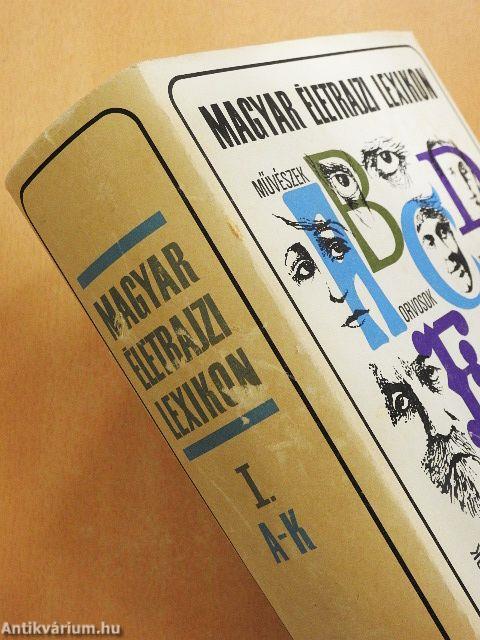 MAGYAR ÉLETRAJZI LEXIKON
MŰVÉSZEK
A B C D
ORVOSOK
E
MAGYAR
ÉLETRAJZI
LEXIKON
I.
A-K
Antikvárium.hu